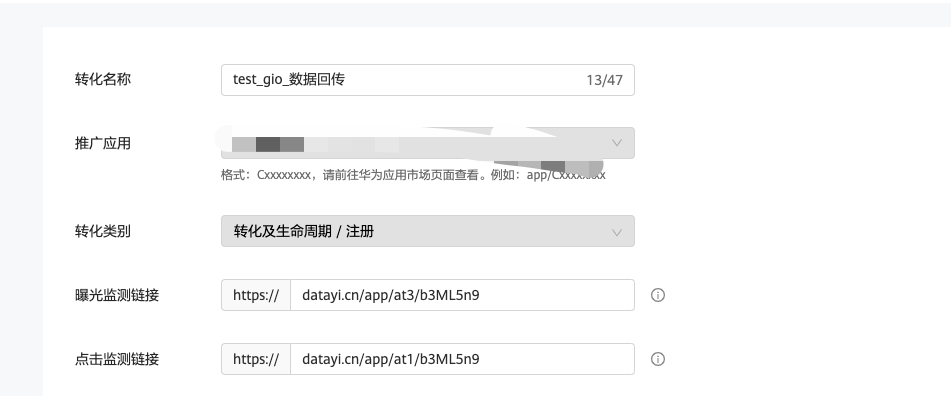 转化名称 test_gio_数据回传 13/47
推广应用
格式：Cxxxxxxxx，请前往华为应用市场页面查看。例如：app/Cxxxx
转化类别 转化及生命周期 / 注册
曝光监测链接 https:// datayi.cn/app/at3/b3ML5n9
点击监测链接 https:// datayi.cn/app/at1/b3ML5n9